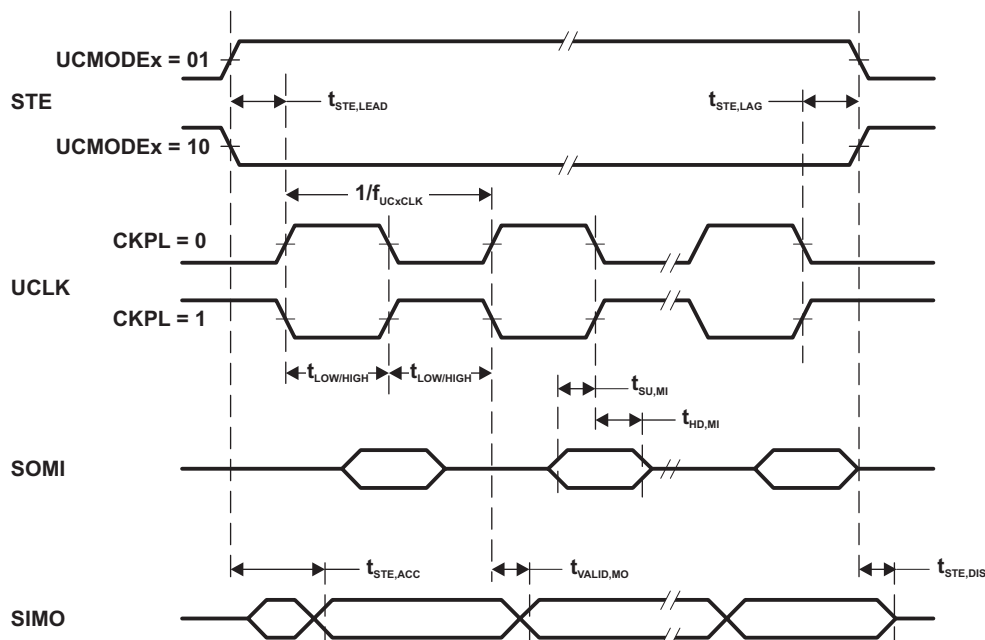 UCMODEx = 01
STE
t_STE,LEAD
t_STE,LAG
UCMODEx = 10
1/f_UCxCLK
CKPL = 0
UCLK
CKPL = 1
t_LOW/HIGH
t_LOW/HIGH
t_SU,MI
t_HD,MI
SOMI
t_STE,ACC
t_VALID,MO
t_STE,DIS
SIMO